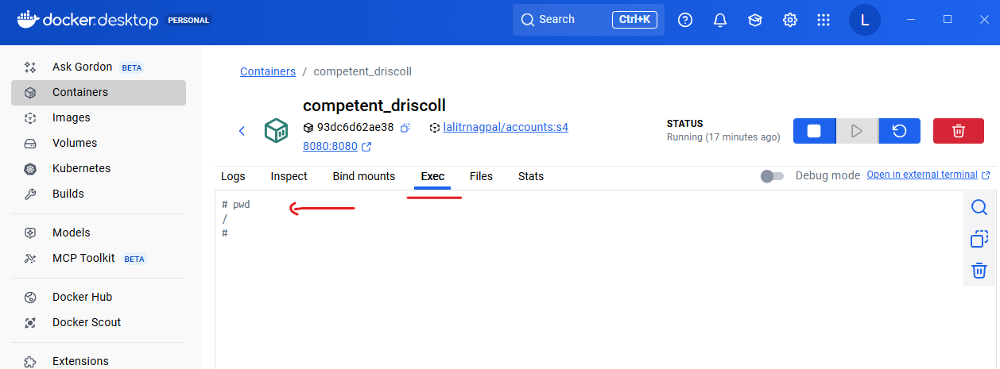 docker.desktop PERSONAL
Search Ctrl+K
L
Ask Gordon BETA
Containers
Images
Volumes
Kubernetes
Builds
Models
MCP Toolkit BETA
Docker Hub
Docker Scout
Extensions
Containers / competent_driscoll
competent_driscoll
93dc6d62ae38 lalitrnagpal/accounts:s4
8080:8080
STATUS
Running (17 minutes ago)
Logs Inspect Bind mounts Exec Files Stats
Debug mode Open in external terminal
# pwd
/
#